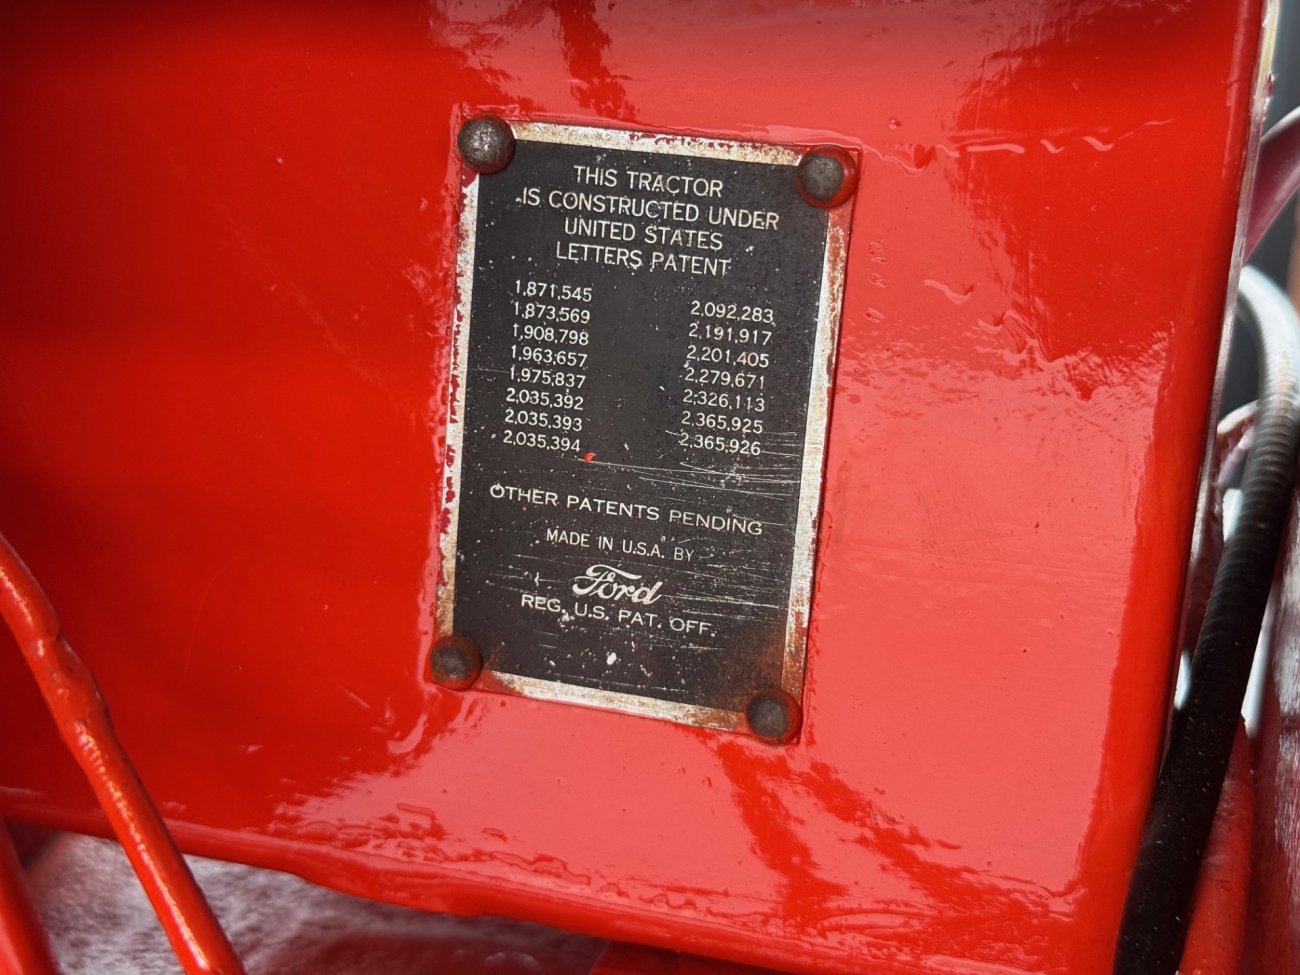 THIS TRACTOR
IS CONSTRUCTED UNDER
UNITED STATES
LETTERS PATENT
1,871,545
1,873,569
1,908,798
1,963,657
1,975,837
2,035,392
2,035,393
2,035,394
2,092,283
2,191,917
2,201,405
2,279,671
2,326,113
2,365,925
2,365,926
OTHER PATENTS PENDING
MADE IN U.S.A. BY
Ford
REG. U.S. PAT. OFF.